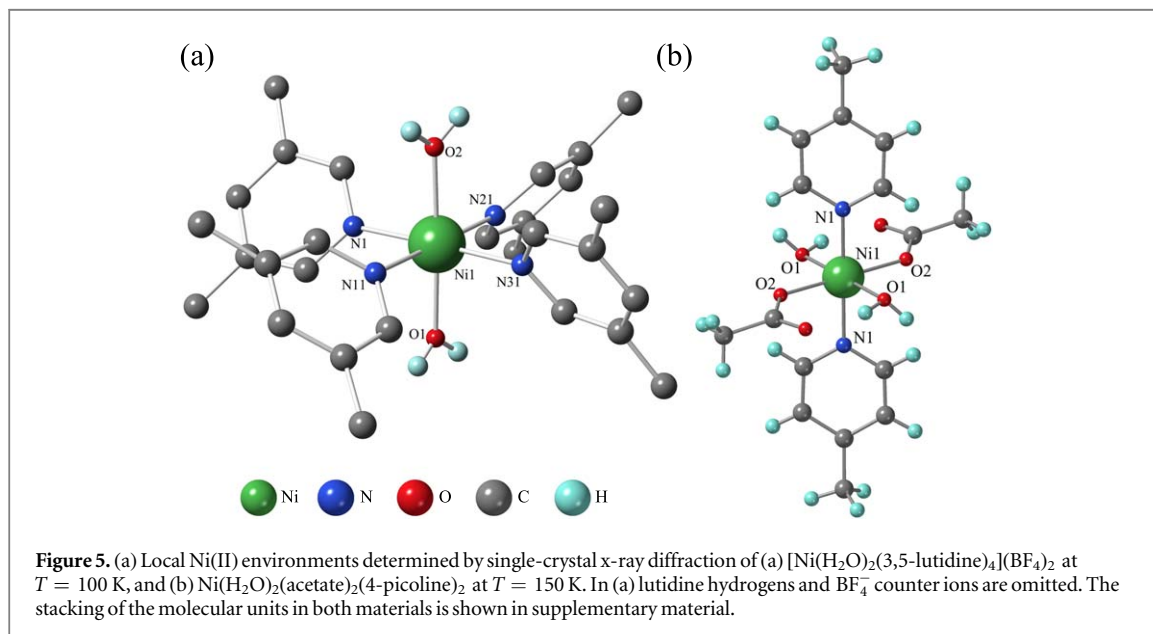 (a)
(b)
O2
N21
N1
Ni1
N11
N31
O1
N1
Ni1
O1
O2
O2
O1
N1
Ni
N
O
C
H
Figure 5. (a) Local Ni(II) environments determined by single-crystal x-ray diffraction of (a) [Ni(H₂O)₂(3,5-lutidine)₄](BF₄)₂ at
T = 100 K, and (b) Ni(H₂O)₂(acetate)₂(4-picoline)₂ at T = 150 K. In (a) lutidine hydrogens and BF₄⁻ counter ions are omitted. The
stacking of the molecular units in both materials is shown in supplementary material.